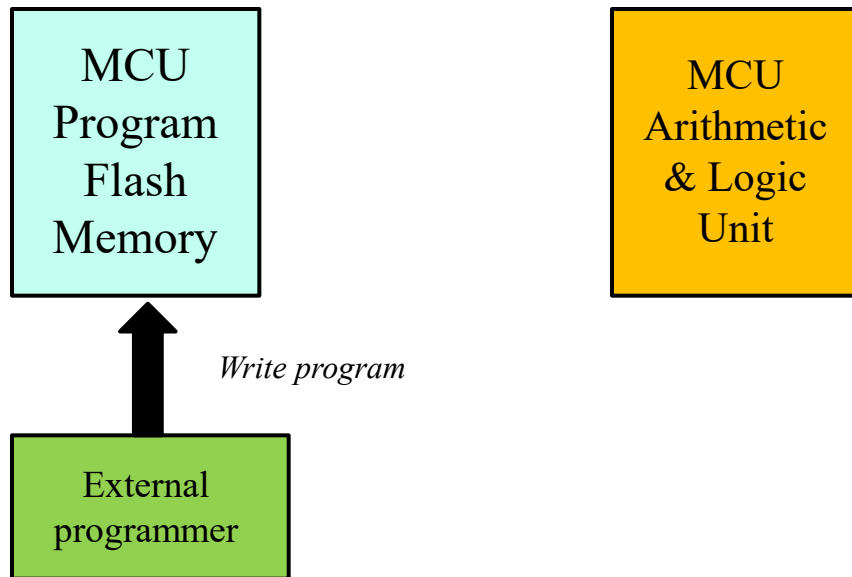 MCU
Program
Flash
Memory
MCU
Arithmetic
& Logic
Unit
Write program
External
programmer